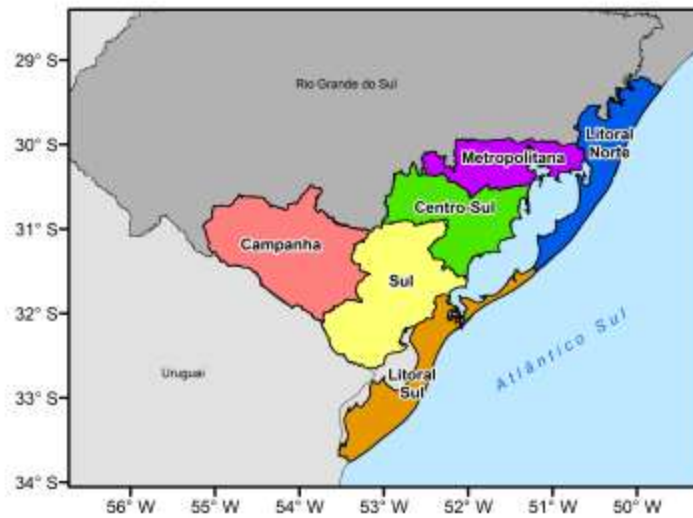 29° S
30° S
31° S
32° S
33° S
34° S
Rio Grande do Sul
Litoral
Norte
Metropolitana
Centro-Sul
Campanha
Sul
Litoral
Sul
Uruguai
Atlântico Sul
56° W
55° W
54° W
53° W
52° W
51° W
50° W